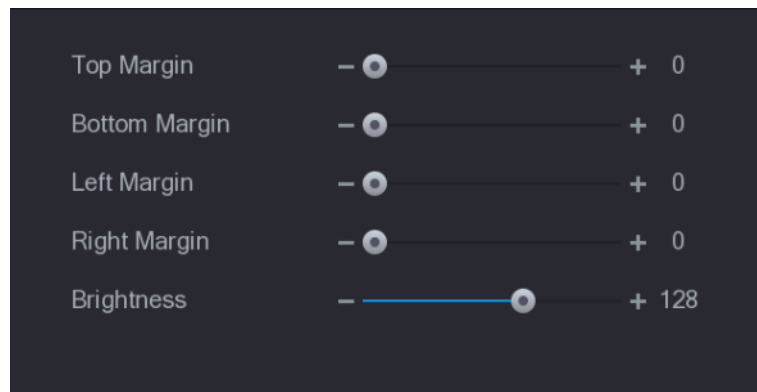 Top Margin − + 0
Bottom Margin − + 0
Left Margin − + 0
Right Margin − + 0
Brightness − + 128